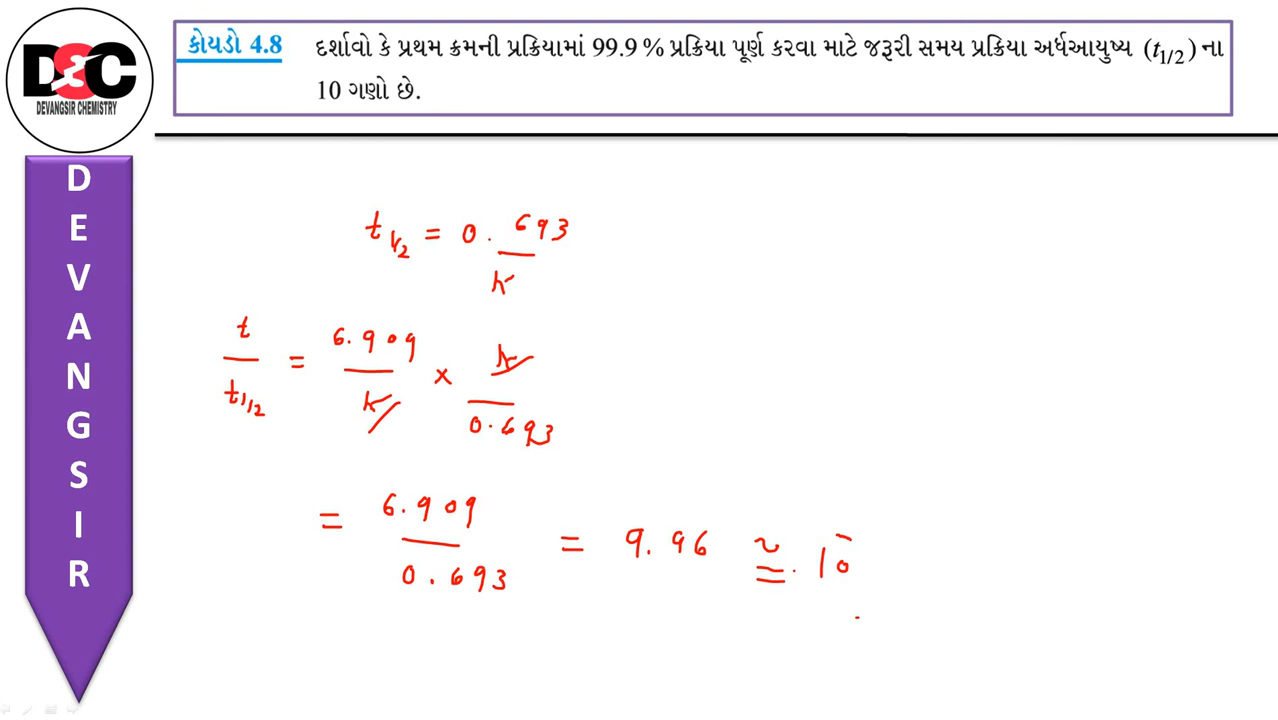 DEC
DEVANGSIR CHEMISTRY
કોયડો 4.8 દર્શાવો કે પ્રથમ ક્રમની પ્રક્રિયામાં 99.9 % પ્રક્રિયા પૂર્ણ કરવા માટે જરૂરી સમય પ્રક્રિયા અર્ધઆયુષ્ય (t1/2) ના
10 ગણો છે.
DEVANGSIR
t1/2 = 0.693 / k
t / t1/2 = 6.909 / k × k / 0.693
= 6.909 / 0.693 = 9.96 ≅ 10